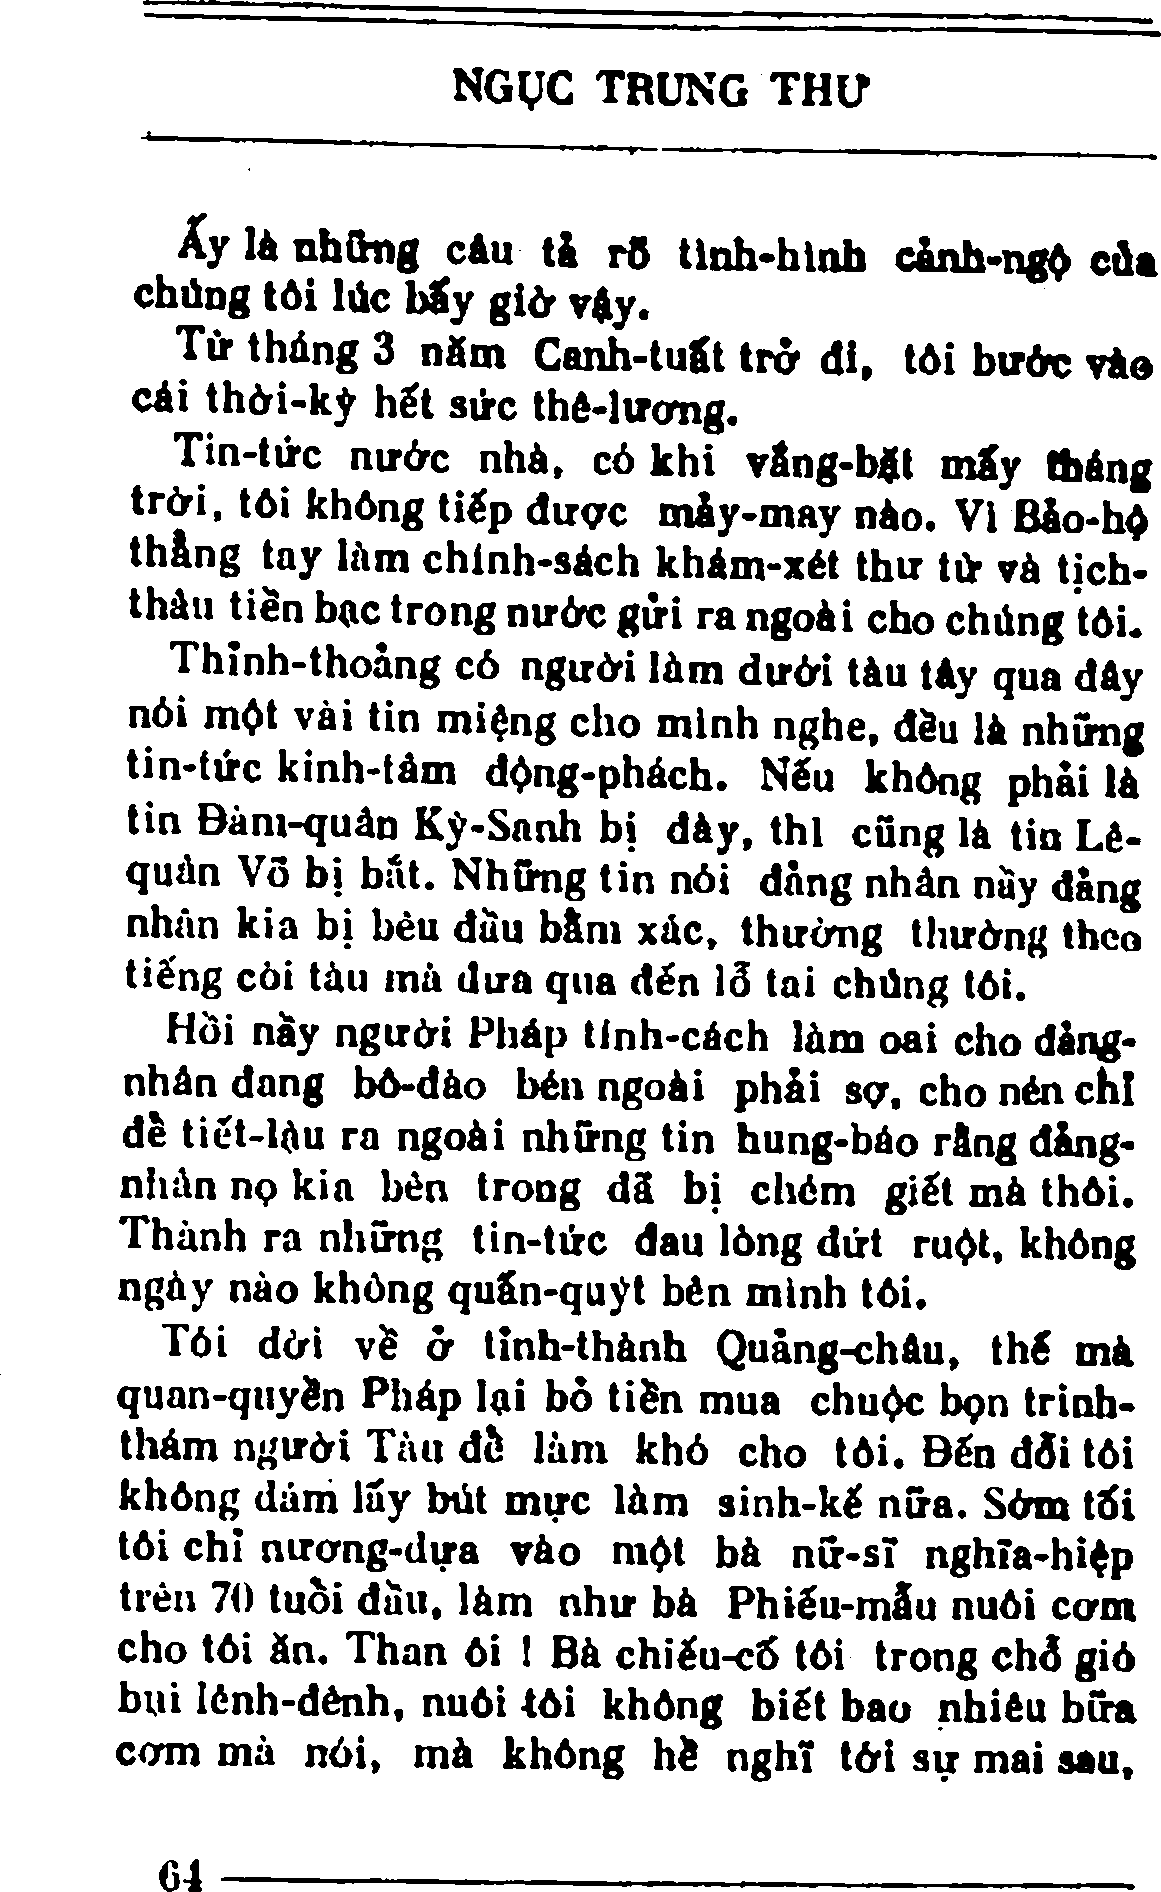 NGỤC TRUNG THƯ
Ấy là những câu tả rõ tình-hình cảnh-ngộ của
chúng tôi lúc bấy giờ vậy.
Từ tháng 3 năm Canh-tuất trở đi, tôi bước vào
cái thời-kỳ hết sức thê-lương.
Tin-tức nước nhà, có khi vắng-bặt mấy tháng
trời, tôi không tiếp được mảy-may nào. Vì Bảo-hộ
thẳng tay làm chính-sách khám-xét thư từ và tịch-
thâu tiền bạc trong nước gửi ra ngoài cho chúng tôi.
Thỉnh-thoảng có người làm dưới tàu tây qua đây
nói một vài tin miệng cho mình nghe, đều là những
tin-tức kinh-tâm động-phách. Nếu không phải là
tin Đàm-quân Kỳ-Sanh bị đày, thì cũng là tin Lê-
quân Võ bị bắt. Những tin nói đảng nhân nầy đảng
nhân kia bị bêu đầu bằm xác, thường thường theo
tiếng còi tàu mà đưa qua đến lỗ tai chúng tôi.
Hồi nầy người Pháp tính-cách làm oai cho đảng-
nhân đang bô-đào bên ngoài phải sợ, cho nên chỉ
để tiết-lậu ra ngoài những tin hung-báo rằng đảng-
nhân nọ kia bên trong đã bị chém giết mà thôi.
Thành ra những tin-tức đau lòng đứt ruột, không
ngày nào không quấn-quýt bên mình tôi.
Tôi dời về ở tỉnh-thành Quảng-châu, thế mà
quan-quyền Pháp lại bỏ tiền mua chuộc bọn trinh-
thám người Tàu để làm khó cho tôi. Đến đỗi tôi
không dám lấy bút mực làm sinh-kế nữa. Sớm tối
tôi chỉ nương-dựa vào một bà nữ-sĩ nghĩa-hiệp
trên 70 tuổi đầu, làm như bà Phiếu-mẫu nuôi cơm
cho tôi ăn. Than ôi ! Bà chiếu-cố tôi trong chỗ gió
bụi lênh-đênh, nuôi tôi không biết bao nhiêu bữa
cơm mà nói, mà không hề nghĩ tới sự mai sau,
64